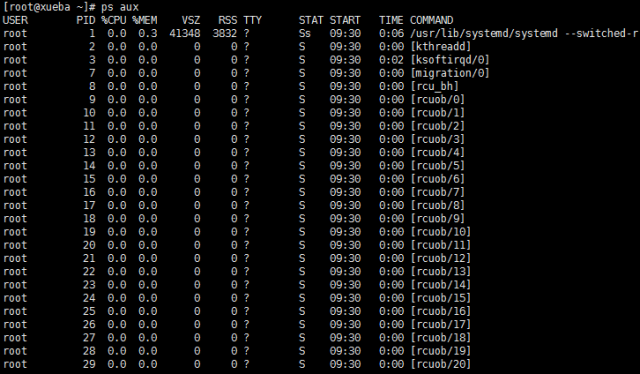 [root@xueba ~]# ps aux
USER PID %CPU %MEM VSZ RSS TTY STAT START TIME COMMAND
root 1 0.0 0.3 41348 3832 ? Ss 09:30 0:06 /usr/lib/systemd/systemd --switched-r
root 2 0.0 0.0 0 0 ? S 09:30 0:00 [kthreadd]
root 3 0.0 0.0 0 0 ? S 09:30 0:02 [ksoftirqd/0]
root 7 0.0 0.0 0 0 ? S 09:30 0:00 [migration/0]
root 8 0.0 0.0 0 0 ? S 09:30 0:00 [rcu_bh]
root 9 0.0 0.0 0 0 ? S 09:30 0:00 [rcuob/0]
root 10 0.0 0.0 0 0 ? S 09:30 0:00 [rcuob/1]
root 11 0.0 0.0 0 0 ? S 09:30 0:00 [rcuob/2]
root 12 0.0 0.0 0 0 ? S 09:30 0:00 [rcuob/3]
root 13 0.0 0.0 0 0 ? S 09:30 0:00 [rcuob/4]
root 14 0.0 0.0 0 0 ? S 09:30 0:00 [rcuob/5]
root 15 0.0 0.0 0 0 ? S 09:30 0:00 [rcuob/6]
root 16 0.0 0.0 0 0 ? S 09:30 0:00 [rcuob/7]
root 17 0.0 0.0 0 0 ? S 09:30 0:00 [rcuob/8]
root 18 0.0 0.0 0 0 ? S 09:30 0:00 [rcuob/9]
root 19 0.0 0.0 0 0 ? S 09:30 0:00 [rcuob/10]
root 20 0.0 0.0 0 0 ? S 09:30 0:00 [rcuob/11]
root 21 0.0 0.0 0 0 ? S 09:30 0:00 [rcuob/12]
root 22 0.0 0.0 0 0 ? S 09:30 0:00 [rcuob/13]
root 23 0.0 0.0 0 0 ? S 09:30 0:00 [rcuob/14]
root 24 0.0 0.0 0 0 ? S 09:30 0:00 [rcuob/15]
root 25 0.0 0.0 0 0 ? S 09:30 0:00 [rcuob/16]
root 26 0.0 0.0 0 0 ? S 09:30 0:00 [rcuob/17]
root 27 0.0 0.0 0 0 ? S 09:30 0:00 [rcuob/18]
root 28 0.0 0.0 0 0 ? S 09:30 0:00 [rcuob/19]
root 29 0.0 0.0 0 0 ? S 09:30 0:00 [rcuob/20]